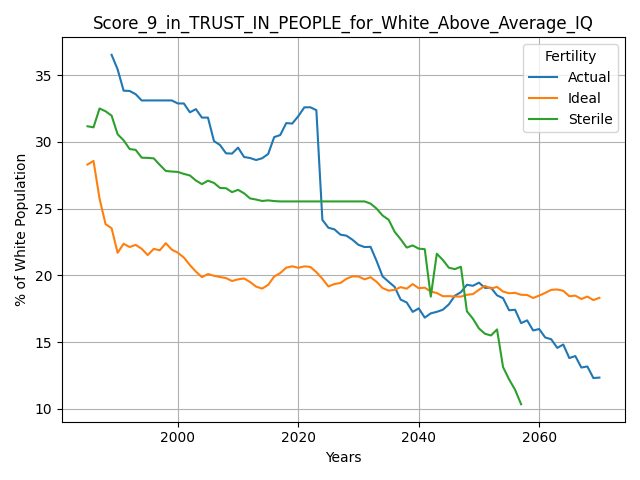 Score_9_in_TRUST_IN_PEOPLE_for_White_Above_Average_IQ
Fertility
Actual
Ideal
Sterile
% of White Population
35
30
25
20
15
10
2000 2020 2040 2060
Years